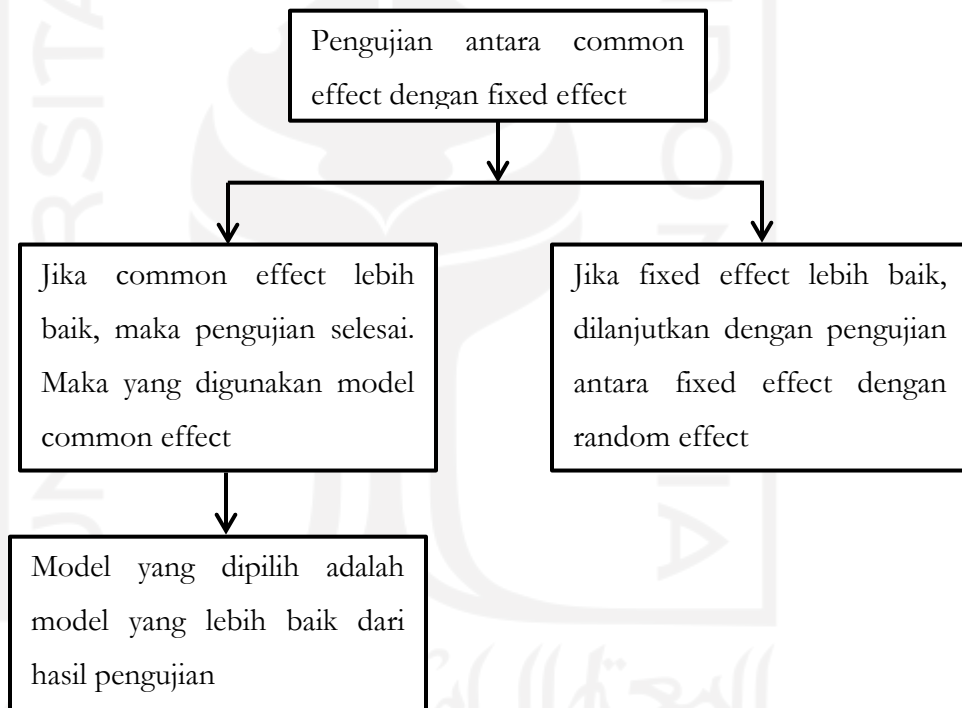 Pengujian antara common
effect dengan fixed effect
Jika common effect lebih
baik, maka pengujian selesai.
Maka yang digunakan model
common effect
Jika fixed effect lebih baik,
dilanjutkan dengan pengujian
antara fixed effect dengan
random effect
Model yang dipilih adalah
model yang lebih baik dari
hasil pengujian